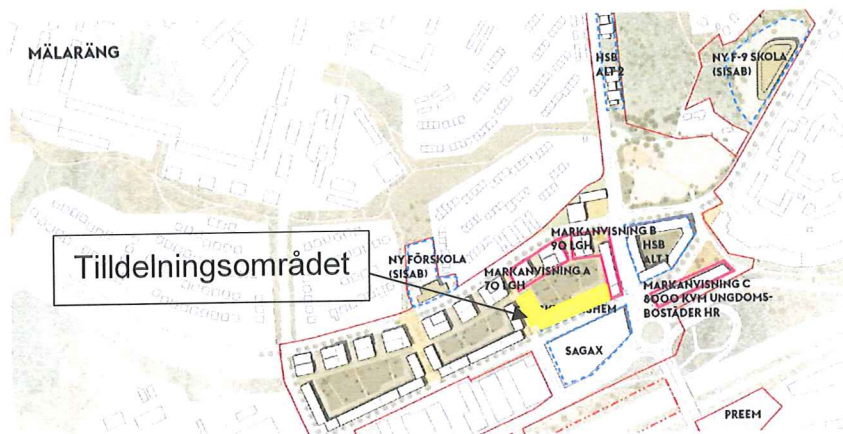 MÄLARÄNG
HSB
ALT 2
NY F-9 SKOLA
(SISAB)
Tilldelningsområdet
NY FÖRSKOLA
(SISAB)
MARKANVISNING A
70 LGH
MARKANVISNING B
90 LGH
HSB
ALT 1
MARKANVISNING C
8000 KVM UNGDOMS-
BOSTÄDER HR
SHEM
SAGAX
PREEM